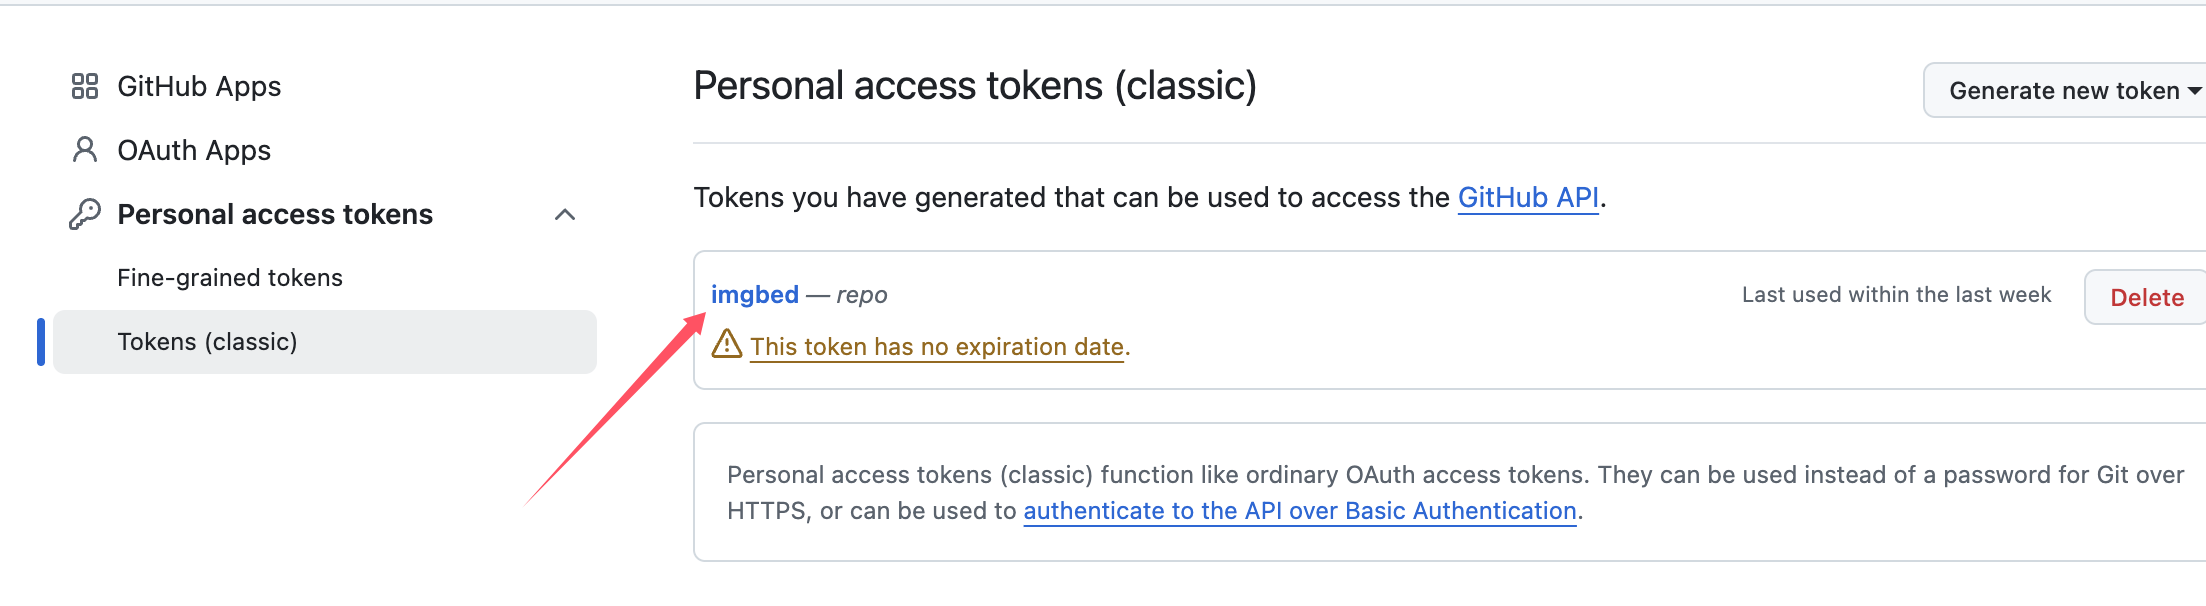 GitHub Apps
OAuth Apps
Personal access tokens
Fine-grained tokens
Tokens (classic)
Personal access tokens (classic)
Generate new token
Tokens you have generated that can be used to access the GitHub API.
imgbed — repo
Last used within the last week
Delete
This token has no expiration date.
Personal access tokens (classic) function like ordinary OAuth access tokens. They can be used instead of a password for Git over
HTTPS, or can be used to authenticate to the API over Basic Authentication.